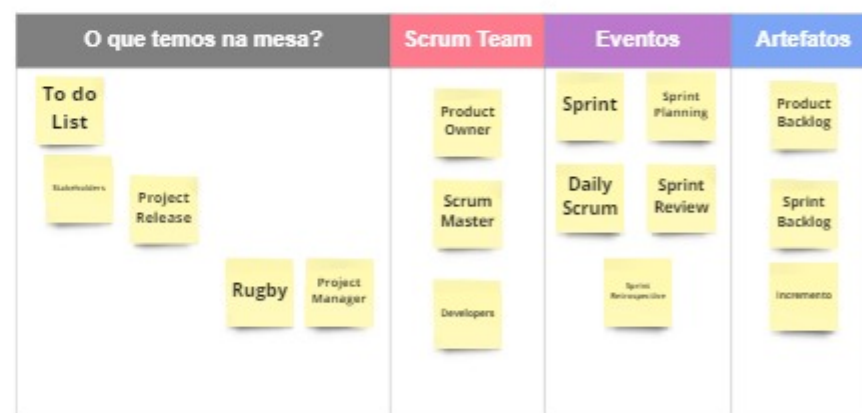 O que temos na mesa?
Scrum Team
Eventos
Artefatos
To do
List
Stakeholders
Project
Release
Rugby
Project
Manager
Product
Owner
Scrum
Master
Developers
Sprint
Sprint
Planning
Daily
Scrum
Sprint
Review
Sprint
Retrospective
Product
Backlog
Sprint
Backlog
Incremento